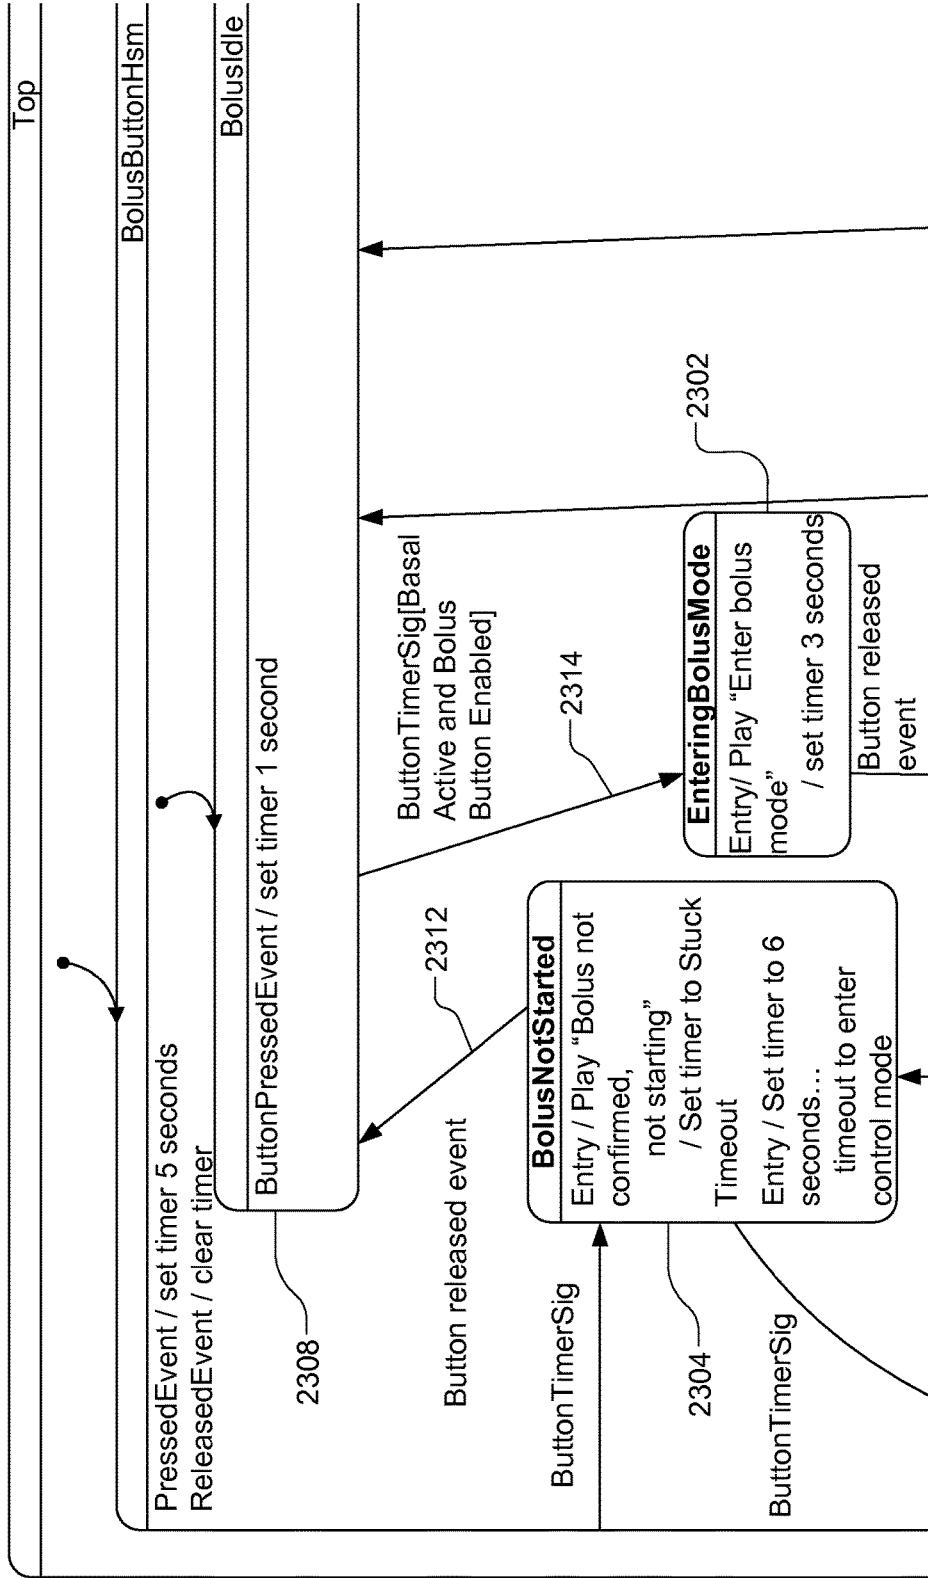 Top
BolusButtonHsm
PressedEvent / set timer 5 seconds
ReleasedEvent / clear timer
BolusIdle
ButtonPressedEvent / set timer 1 second
2308
Button released event
2312
ButtonTimerSig[Basal
Active and Bolus
Button Enabled]
2314
ButtonTimerSig
BolusNotStarted
Entry / Play “Bolus not
confirmed,
not starting”
/ Set timer to Stuck
Timeout
Entry / Set timer to 6
seconds...
timeout to enter
control mode
2304
ButtonTimerSig
EnteringBolusMode
Entry/ Play “Enter bolus
mode”
/ set timer 3 seconds
2302
Button released
event